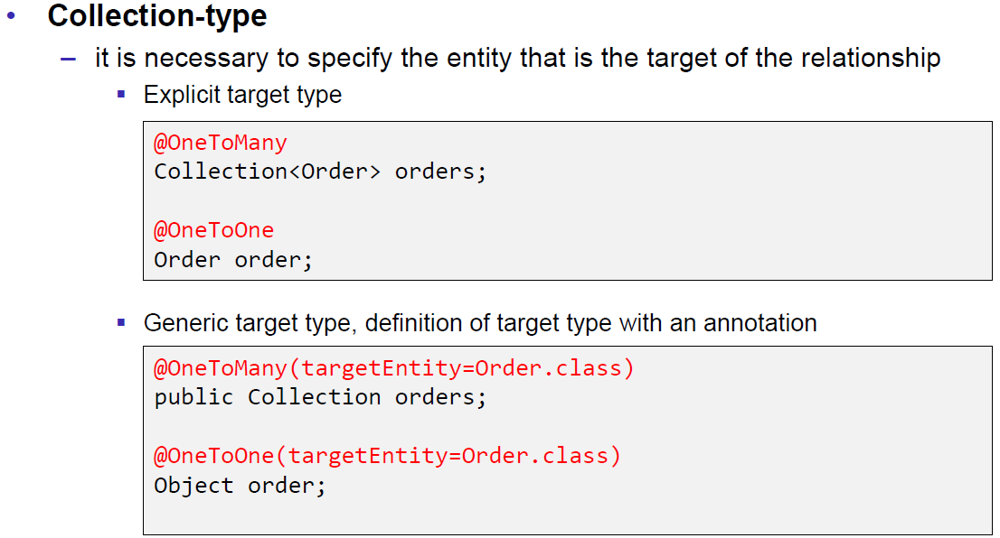 • Collection-type
– it is necessary to specify the entity that is the target of the relationship
▪ Explicit target type
@OneToMany
Collection<Order> orders;
@OneToOne
Order order;
▪ Generic target type, definition of target type with an annotation
@OneToMany(targetEntity=Order.class)
public Collection orders;
@OneToOne(targetEntity=Order.class)
Object order;